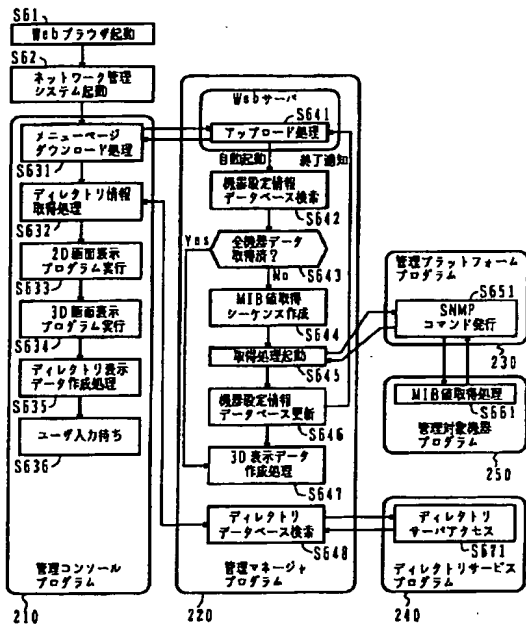 S61
Webブラウザ起動
S62
ネットワーク管理
システム起動
メニューページ
ダウンロード処理
S631
ディレクトリ情報
取得処理
S632
2D画面表示
プログラム実行
S633
3D画面表示
プログラム実行
S634
ディレクトリ表示
データ作成処理
S635
ユーザ入力待ち
S636
管理コンソール
プログラム
210
Webサーバ
S641
アップロード処理
自動起動
終了通知
機器設定情報
データベース検索
S642
Yes
全機器データ
取得済?
S643
No
MIB値取得
シーケンス作成
S644
取得処理起動
S645
機器設定情報
データベース更新
S646
3D表示データ
作成処理
S647
ディレクトリ
データベース検索
S648
管理マネージャ
プログラム
220
管理プラットフォーム
プログラム
S651
SNMP
コマンド発行
230
MIB値取得処理
S661
管理対象機器
プログラム
250
ディレクトリ
サーバアクセス
S671
ディレクトリサービス
プログラム
240